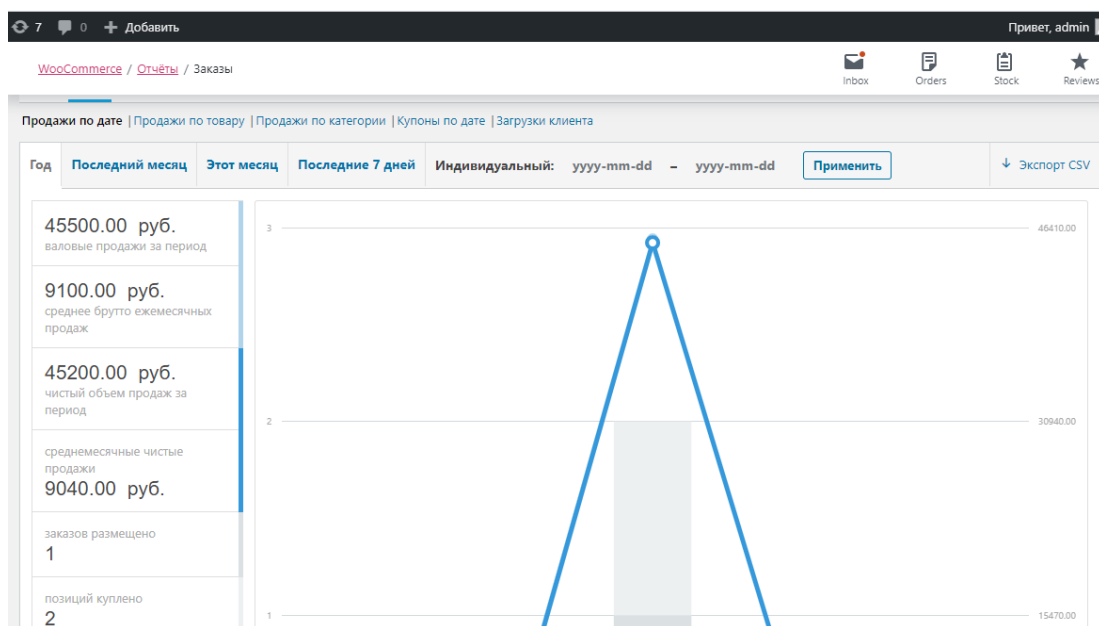 7 0 + Добавить Привет, admin
WooCommerce / Отчёты / Заказы
Inbox Orders Stock Reviews
Продажи по дате | Продажи по товару | Продажи по категории | Купоны по дате | Загрузки клиента
Год Последний месяц Этот месяц Последние 7 дней Индивидуальный: yyyy-mm-dd – yyyy-mm-dd Применить Экспорт CSV
45500.00 руб.
валовые продажи за период
9100.00 руб.
среднее брутто ежемесячных
продаж
45200.00 руб.
чистый объем продаж за
период
среднемесячные чистые
продажи
9040.00 руб.
заказов размещено
1
позиций куплено
2
3 46410.00
2 30940.00
1 15470.00